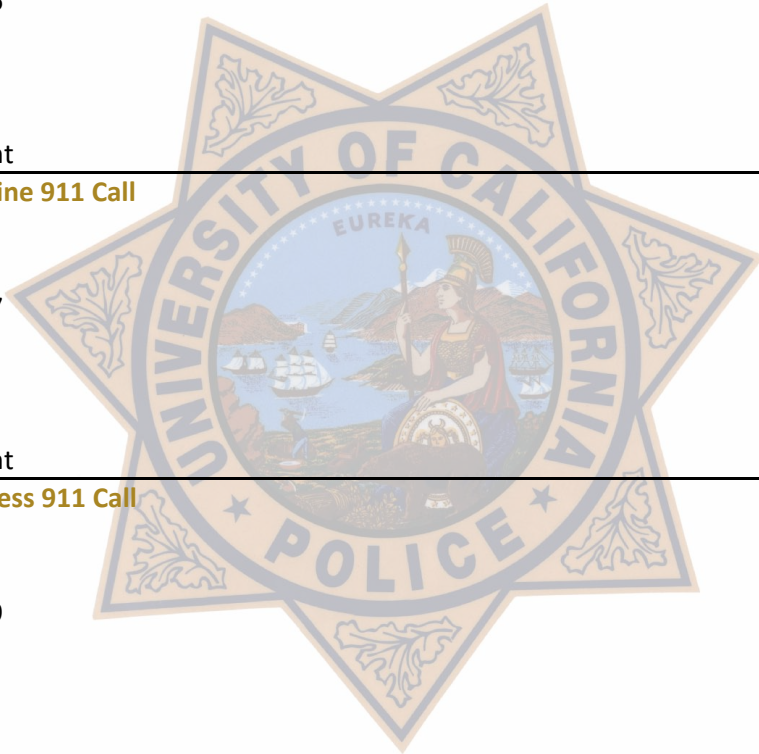 nt
ine 911 Call
UNIVERSITY OF CALIFORNIA
EUREKA
nt
ess 911 Call
POLICE